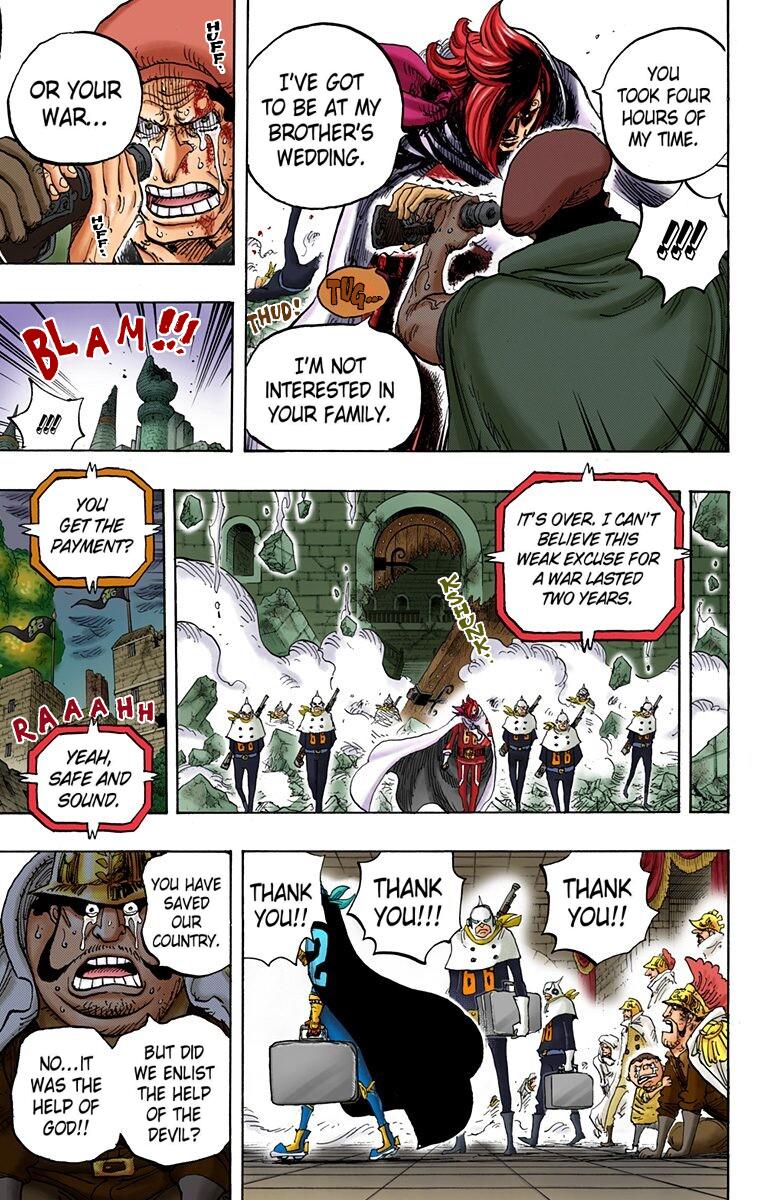 YOU
TOOK FOUR
HOURS OF
MY TIME.
!!!
I'VE GOT
TO BE AT MY
BROTHER'S
WEDDING.
TUG...
THUD!
I'M NOT
INTERESTED IN
YOUR FAMILY.
HUFF..
OR YOUR
WAR...
HUFF..
BLAM!!!
!!!
IT'S OVER. I CAN'T
BELIEVE THIS
WEAK EXCUSE FOR
A WAR LASTED
TWO YEARS.
YOU
GET THE
PAYMENT?
RAAAAHH
YEAH,
SAFE AND
SOUND.
THANK
YOU!!
THANK
YOU!!!
THANK
YOU!!
YOU HAVE
SAVED
OUR
COUNTRY.
BUT DID
WE ENLIST
THE HELP
OF THE
DEVIL?
NO...IT
WAS THE
HELP OF
GOD!!